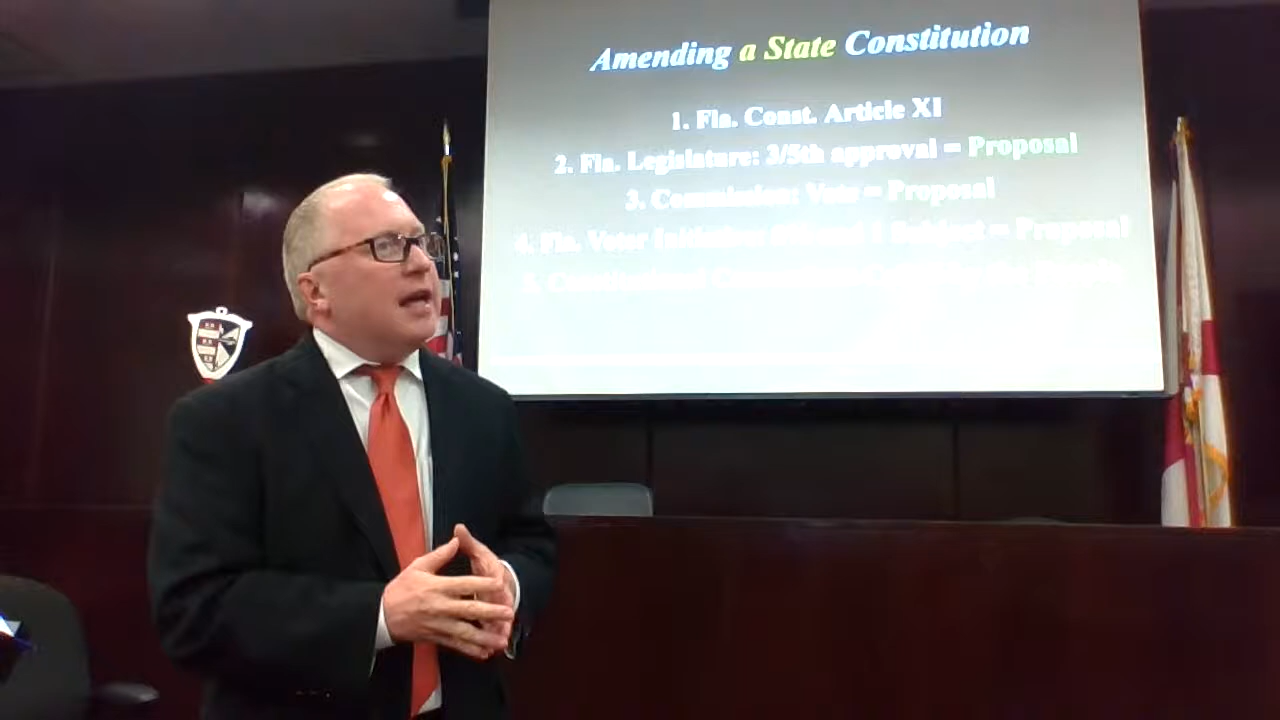 Amending a State Constitution
1. Fla. Const. Article XI
2. Fla. Legislature: 3/5th approval = Proposal
3. Commission: Vote = Proposal
4. Fla. Voter Initiative: 1 Subject = Proposal
5. Constitutional